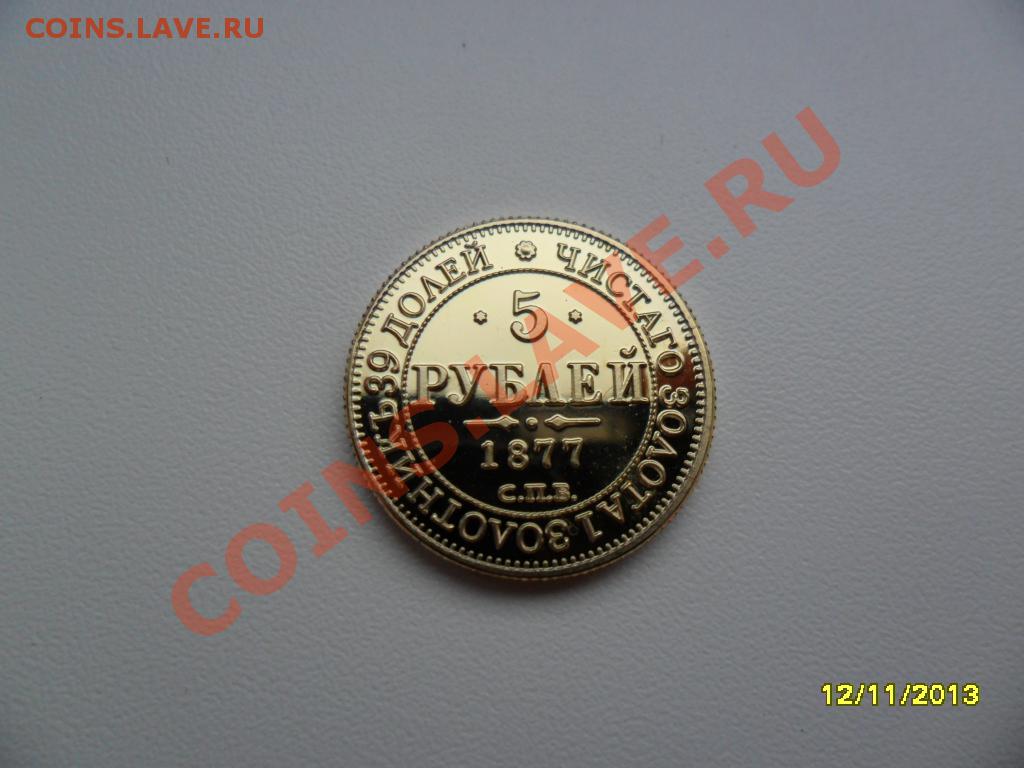 COINS.LAVE.RU
COINS.LAVE.RU
ЧИСТАГО ЗОЛОТА 1 ЗОЛОТНИКЪ 39 ДОЛЕЙ
5
РУБЛЕЙ
1877
С.П.Б.
12/11/2013